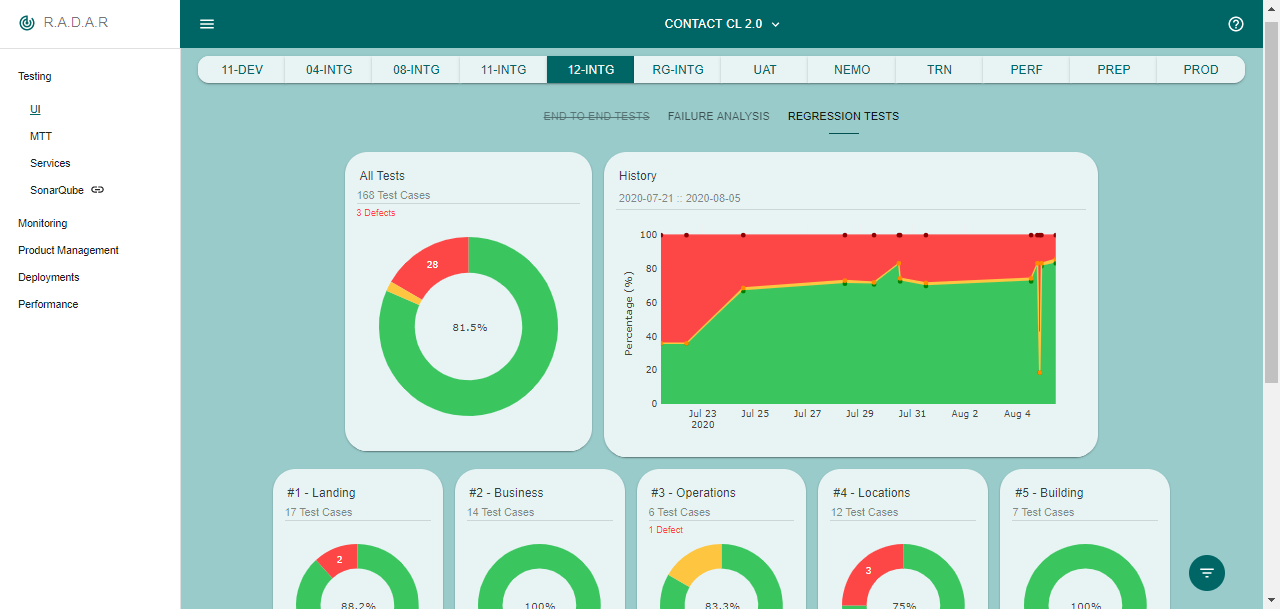 R.A.D.A.R
CONTACT CL 2.0
Testing
UI
MTT
Services
SonarQube
Monitoring
Product Management
Deployments
Performance
11-DEV 04-INTG 08-INTG 11-INTG 12-INTG RG-INTG UAT NEMO TRN PERF PREP PROD
END TO END TESTS FAILURE ANALYSIS REGRESSION TESTS
All Tests
168 Test Cases
3 Defects
28
81.5%
History
2020-07-21 :: 2020-08-05
Percentage (%)
100
80
60
40
20
0
Jul 23 Jul 25 Jul 27 Jul 29 Jul 31 Aug 2 Aug 4
2020
#1 - Landing
17 Test Cases
2
88.2%
#2 - Business
14 Test Cases
100%
#3 - Operations
6 Test Cases
1 Defect
83.3%
#4 - Locations
12 Test Cases
3
75%
#5 - Building
7 Test Cases
100%